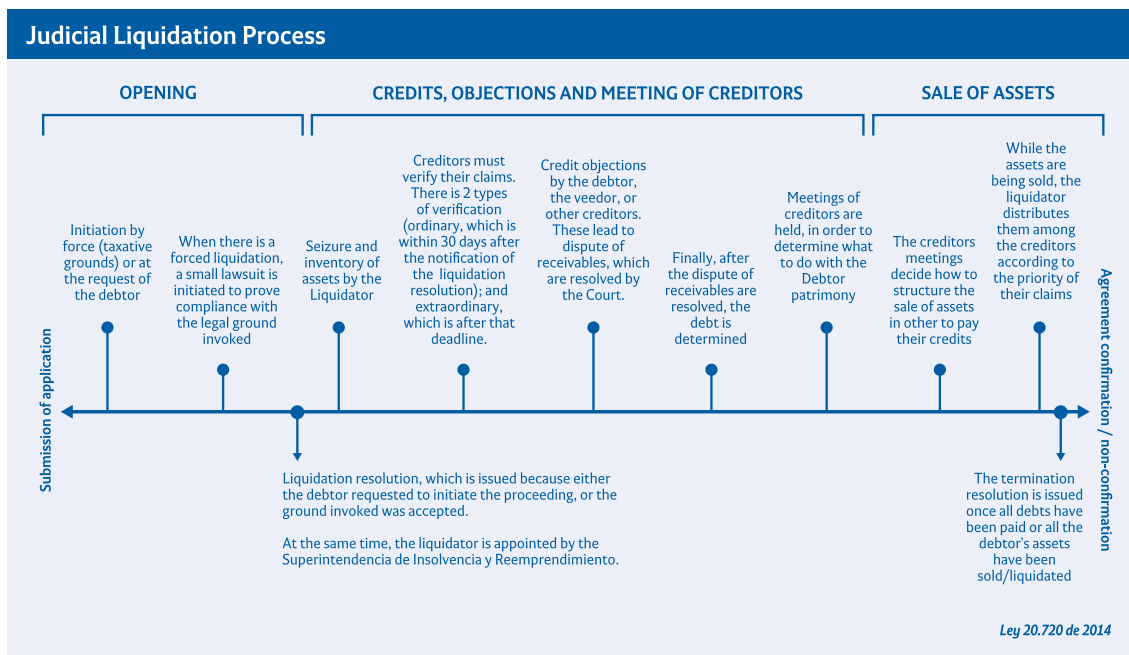 Judicial Liquidation Process
OPENING
CREDITS, OBJECTIONS AND MEETING OF CREDITORS
SALE OF ASSETS
Submission of application
Initiation by
force (taxative
grounds) or at
the request of
the debtor
When there is a
forced liquidation,
a small lawsuit is
initiated to prove
compliance with
the legal ground
invoked
Liquidation resolution, which is issued because either
the debtor requested to initiate the proceeding, or the
ground invoked was accepted.
At the same time, the liquidator is appointed by the
Superintendencia de Insolvencia y Reemprendimiento.
Seizure and
inventory of
assets by the
Liquidator
Creditors must
verify their claims.
There is 2 types
of verification
(ordinary, which is
within 30 days after
the notification of
the liquidation
resolution); and
extraordinary,
which is after that
deadline.
Credit objections
by the debtor,
the veedor, or
other creditors.
These lead to
dispute of
receivables, which
are resolved by
the Court.
Finally, after
the dispute of
receivables are
resolved, the
debt is
determined
Meetings of
creditors are
held, in order to
determine what
to do with the
Debtor
patrimony
The creditors
meetings
decide how to
structure the
sale of assets
in other to pay
their credits
While the
assets are
being sold, the
liquidator
distributes
them among
the creditors
according to
the priority of
their claims
The termination
resolution is issued
once all debts have
been paid or all the
debtor's assets
have been
sold/liquidated
Agreement confirmation / non-confirmation
Ley 20.720 de 2014